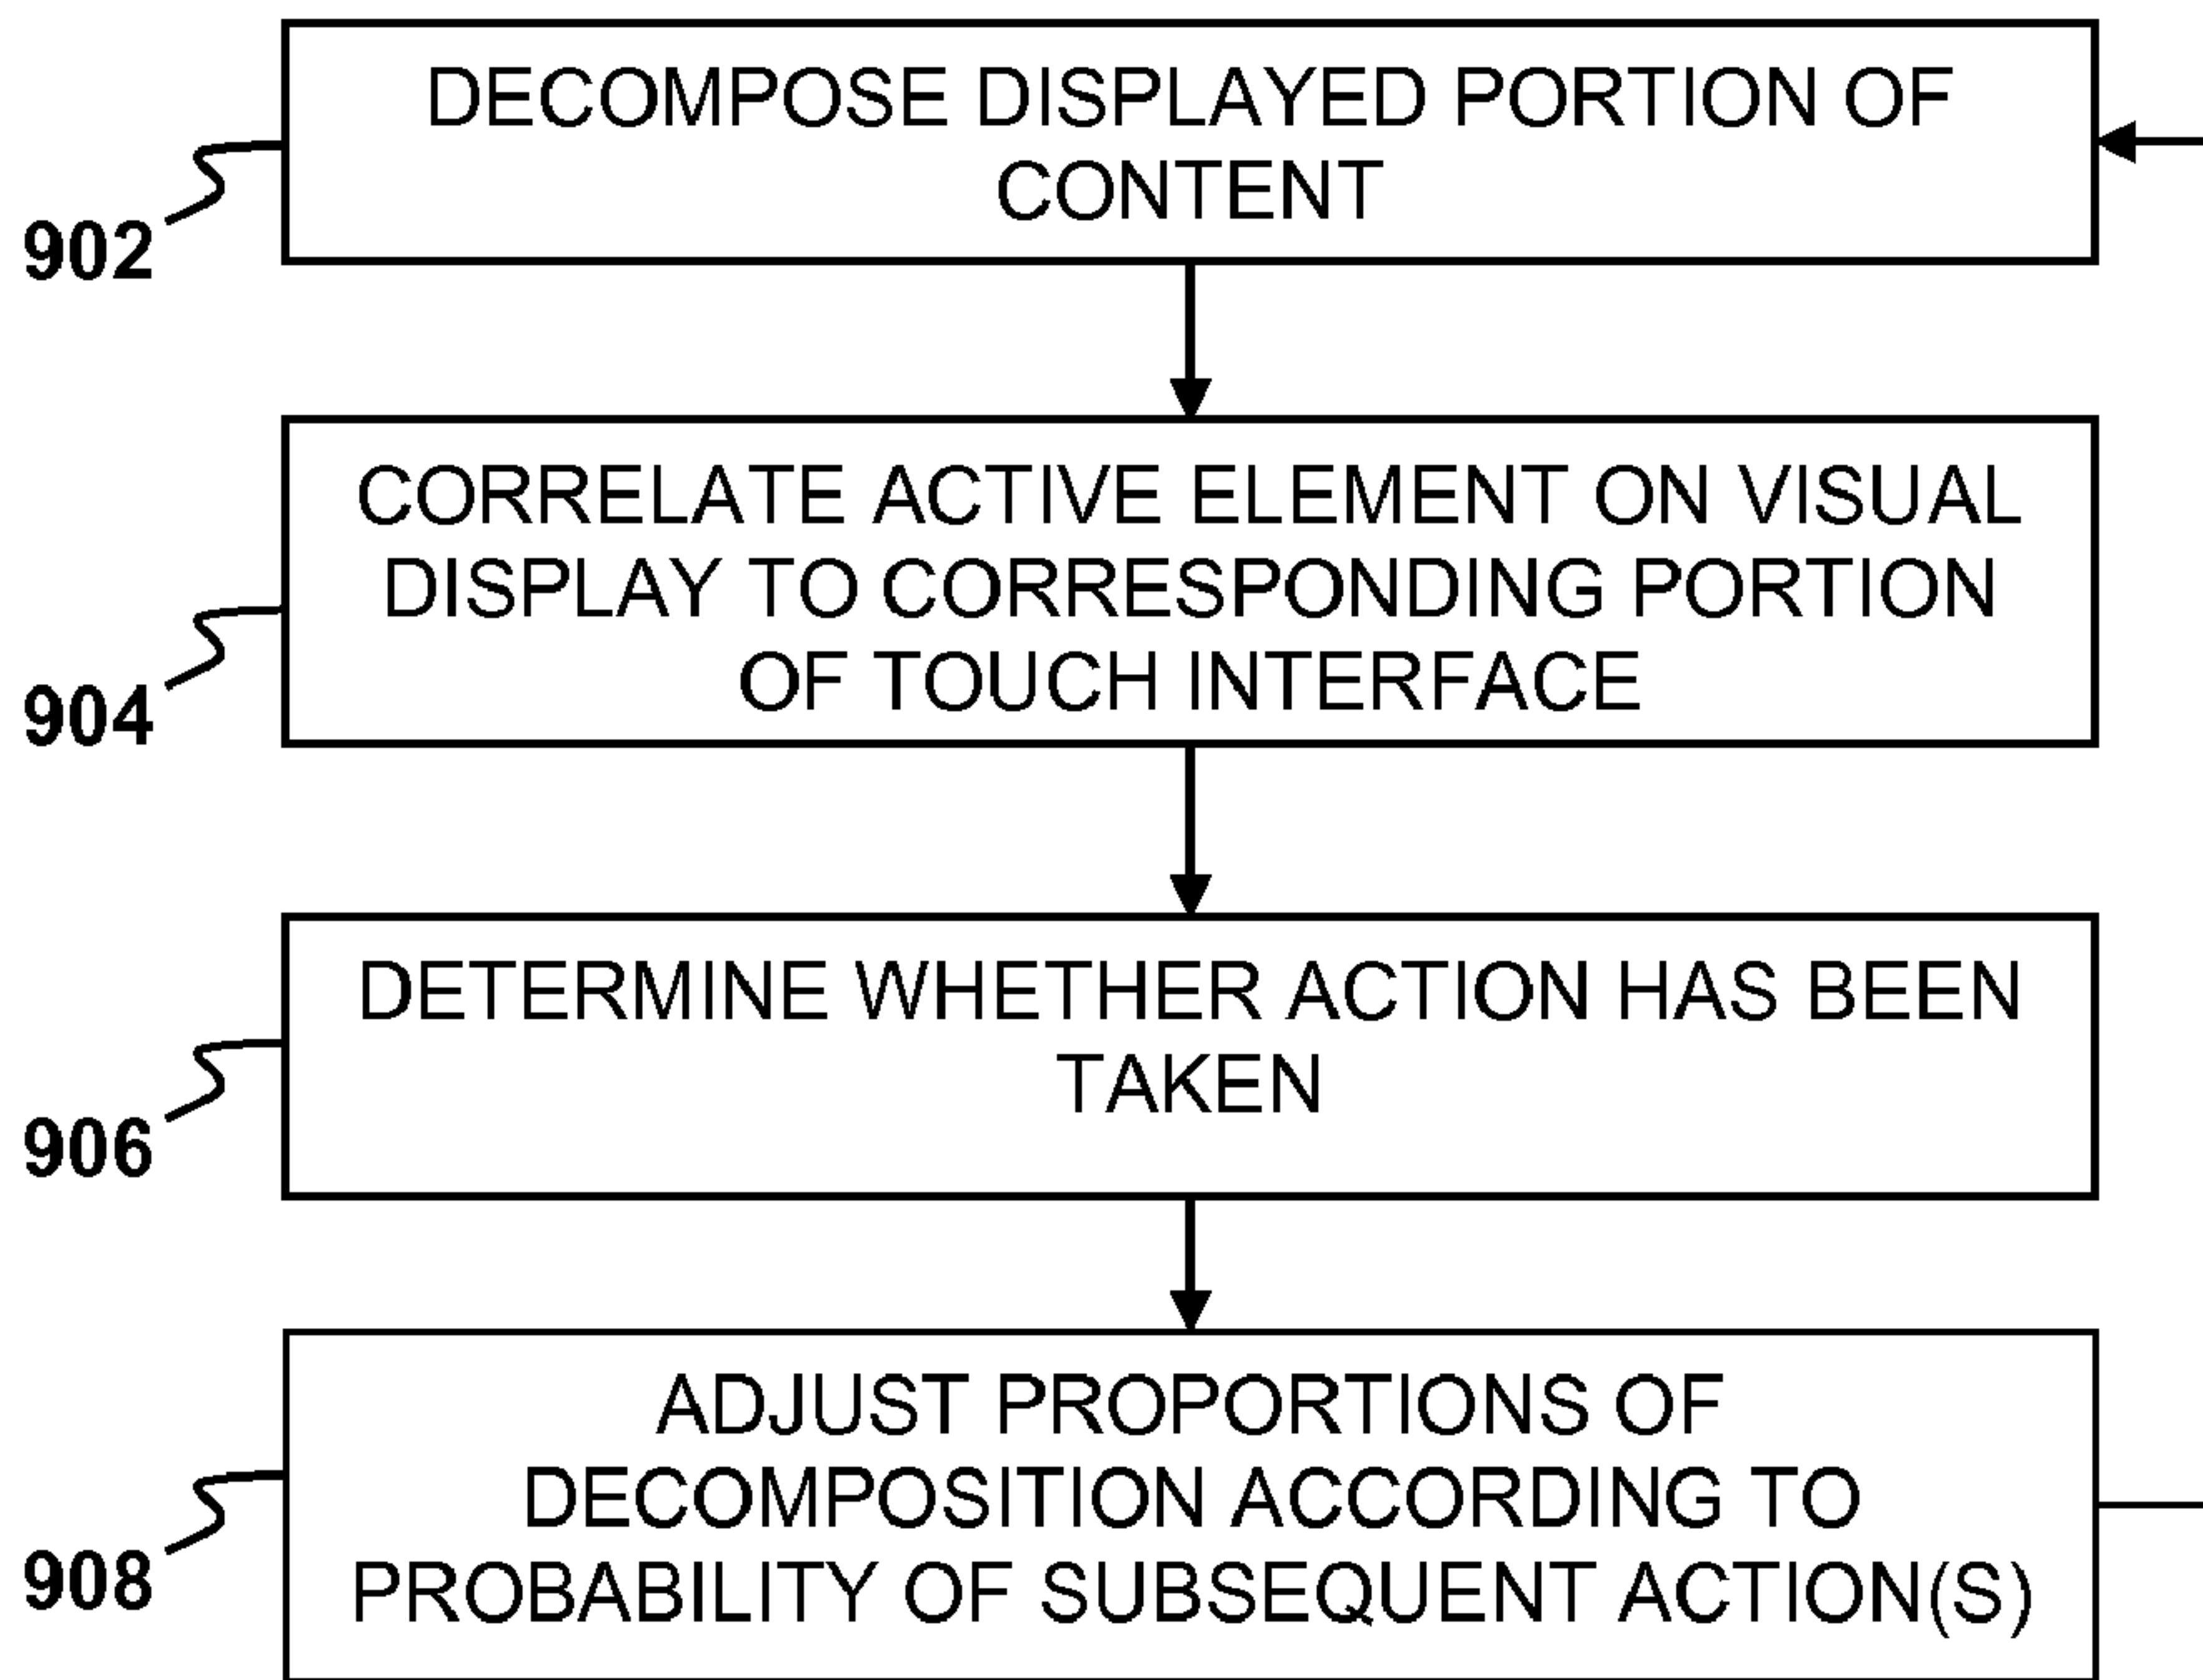 DECOMPOSE DISPLAYED PORTION OF
CONTENT
902
CORRELATE ACTIVE ELEMENT ON VISUAL
DISPLAY TO CORRESPONDING PORTION
OF TOUCH INTERFACE
904
DETERMINE WHETHER ACTION HAS BEEN
TAKEN
906
ADJUST PROPORTIONS OF
DECOMPOSITION ACCORDING TO
PROBABILITY OF SUBSEQUENT ACTION(S)
908